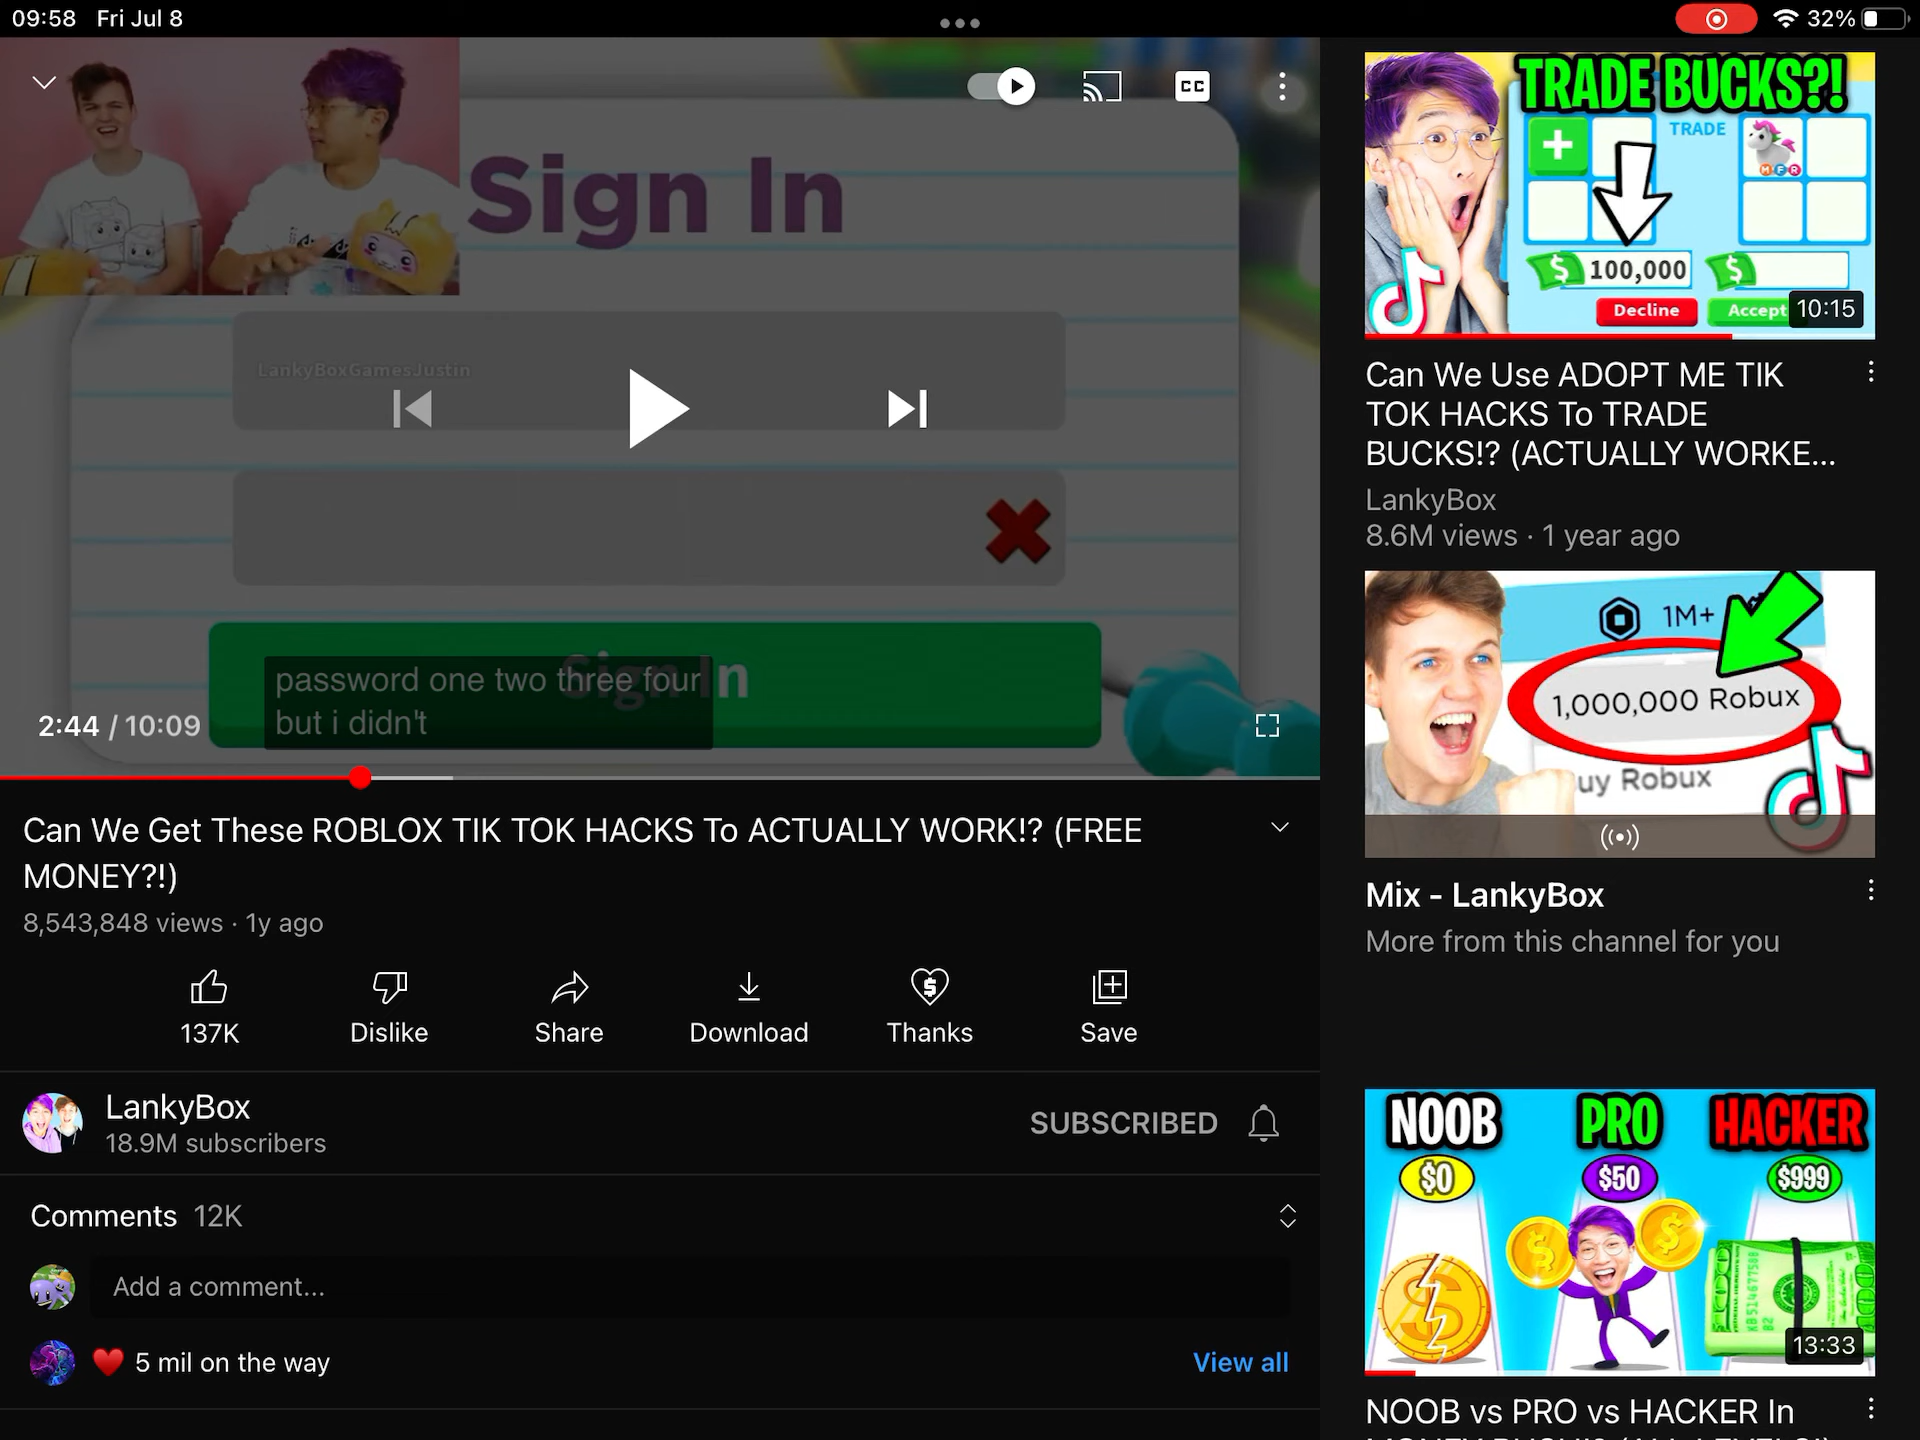 09:58 Fri Jul 8
32%
CC
Sign In
LankyBoxGamesJustin
Sign In
password one two three four
but i didn't
2:44 / 10:09
Can We Get These ROBLOX TIK TOK HACKS To ACTUALLY WORK!? (FREE
MONEY?!)
8,543,848 views · 1y ago
137K
Dislike
Share
Download
Thanks
Save
LankyBox
18.9M subscribers
SUBSCRIBED
Comments 12K
Add a comment...
❤️ 5 mil on the way
View all
TRADE BUCKS?!
TRADE
M F R
$ 100,000
$
Decline
Accept
10:15
Can We Use ADOPT ME TIK
TOK HACKS To TRADE
BUCKS!? (ACTUALLY WORKE...
LankyBox
8.6M views · 1 year ago
1M+
1,000,000 Robux
uy Robux
Mix - LankyBox
More from this channel for you
NOOB PRO HACKER
$0 $50 $999
13:33
NOOB vs PRO vs HACKER In